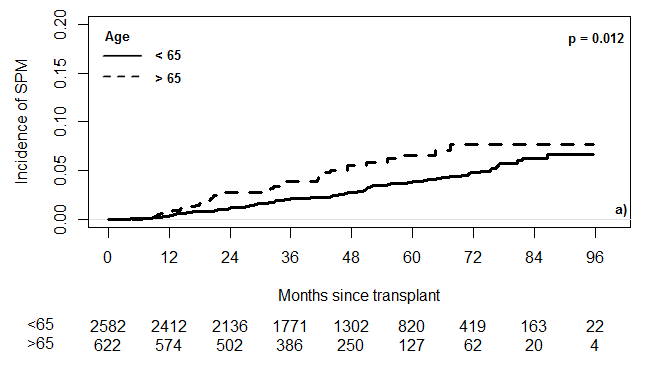 0.20
0.15
0.10
0.05
0.00
Incidence of SPM
Age
< 65
> 65
p = 0.012
a)
0 12 24 36 48 60 72 84 96
Months since transplant
<65 2582 2412 2136 1771 1302 820 419 163 22
>65 622 574 502 386 250 127 62 20 4